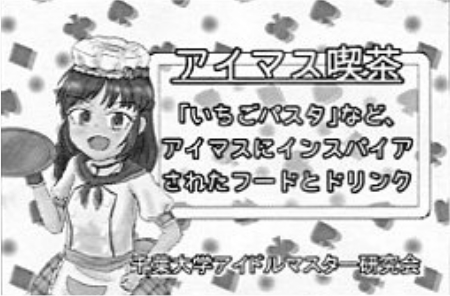 アイマス喫茶
「いちごパスタ」など、
アイマスにインスパイア
されたフードとドリンク
千葉大学アイドルマスター研究会